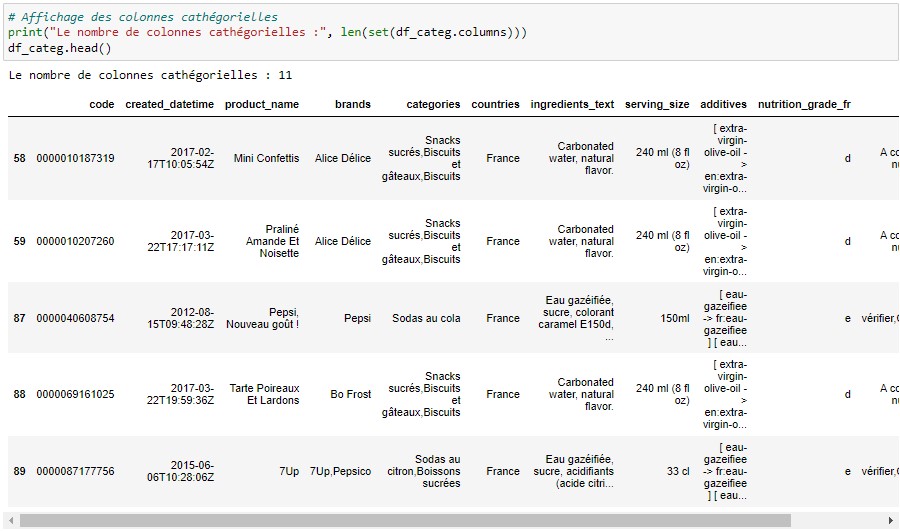 # Affichage des colonnes cathégorielles
print("Le nombre de colonnes cathégorielles :", len(set(df_categ.columns)))
df_categ.head()
Le nombre de colonnes cathégorielles : 11
code created_datetime product_name brands categories countries ingredients_text serving_size additives nutrition_grade_fr
58 0000010187319 2017-02-17T10:05:54Z Mini Confettis Alice Délice Snacks sucrés,Biscuits et gâteaux,Biscuits France Carbonated water, natural flavor. 240 ml (8 fl oz) [ extra-virgin-olive-oil -> en:extra-virgin-o... d A co nu
59 0000010207260 2017-03-22T17:17:11Z Praliné Amande Et Noisette Alice Délice Snacks sucrés,Biscuits et gâteaux,Biscuits France Carbonated water, natural flavor. 240 ml (8 fl oz) [ extra-virgin-olive-oil -> en:extra-virgin-o... d A co nu
87 0000040608754 2012-08-15T09:48:28Z Pepsi, Nouveau goût ! Pepsi Sodas au cola France Eau gazéifiée, sucre, colorant caramel E150d, ... 150ml [ eau-gazeifiee -> fr:eau-gazeifiee ] [ eau... e vérifier,
88 0000069161025 2017-03-22T19:59:36Z Tarte Poireaux Et Lardons Bo Frost Snacks sucrés,Biscuits et gâteaux,Biscuits France Carbonated water, natural flavor. 240 ml (8 fl oz) [ extra-virgin-olive-oil -> en:extra-virgin-o... d A co nu
89 0000087177756 2015-06-06T10:28:06Z 7Up 7Up,Pepsico Sodas au citron,Boissons sucrées France Eau gazéifiée, sucre, acidifiants (acide citri... 33 cl [ eau-gazeifiee -> fr:eau-gazeifiee ] [ eau... e vérifier,